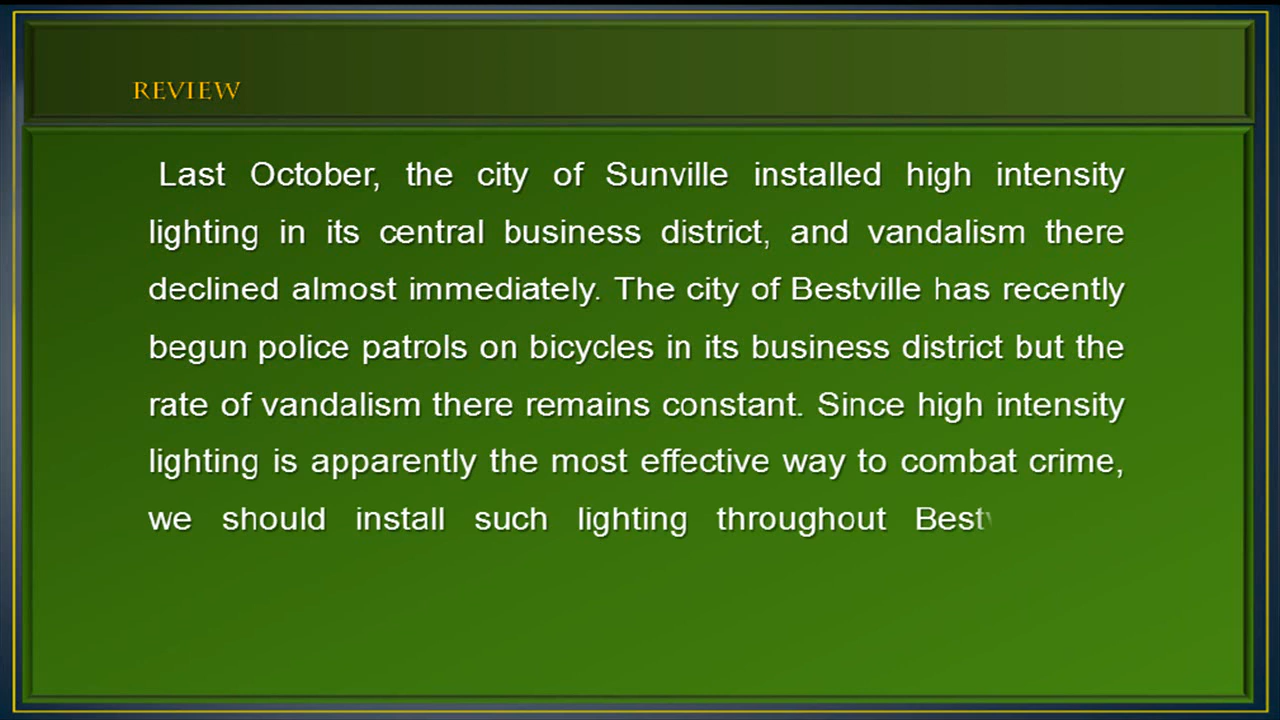 REVIEW
Last October, the city of Sunville installed high intensity
lighting in its central business district, and vandalism there
declined almost immediately. The city of Bestville has recently
begun police patrols on bicycles in its business district but the
rate of vandalism there remains constant. Since high intensity
lighting is apparently the most effective way to combat crime,
we should install such lighting throughout Bestv